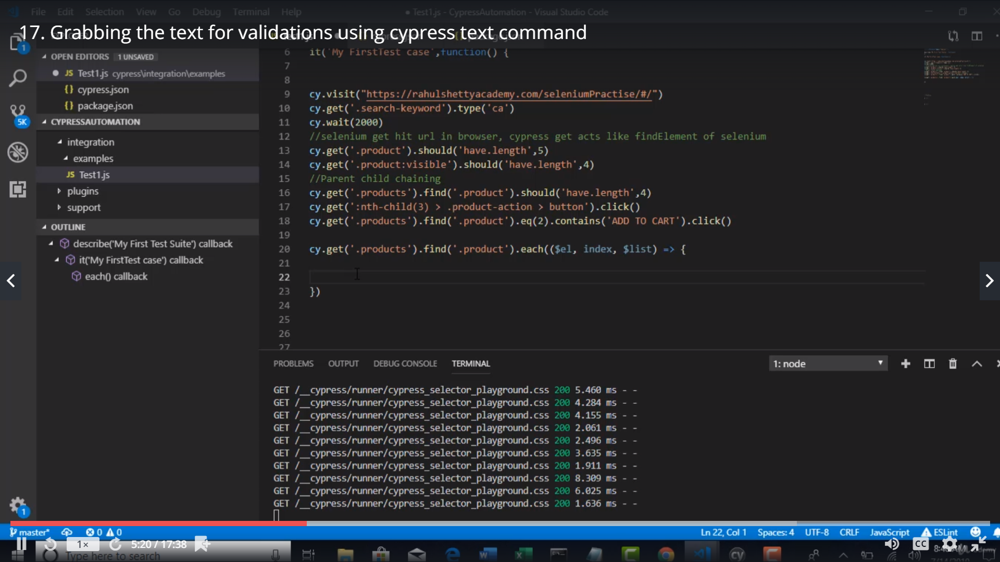 File Edit Selection View Go Debug Terminal Help
● Test1.js - CypressAutomation - Visual Studio Code
17. Grabbing the text for validations using cypress text command
1
OPEN EDITORS 1 UNSAVED
JS Test1.js cypress\integration\examples
{} cypress.json
{} package.json
5K
CYPRESSAUTOMATION
integration
examples
JS Test1.js
plugins
support
OUTLINE
describe('My First Test Suite') callback
it('My FirstTest case') callback
each() callback
6 it('My FirstTest case',function() {
7
8
9 cy.visit("https://rahulshettyacademy.com/seleniumPractise/#/")
10 cy.get('.search-keyword').type('ca')
11 cy.wait(2000)
12 //selenium get hit url in browser, cypress get acts like findElement of selenium
13 cy.get('.product').should('have.length',5)
14 cy.get('.product:visible').should('have.length',4)
15 //Parent child chaining
16 cy.get('.products').find('.product').should('have.length',4)
17 cy.get(':nth-child(3) > .product-action > button').click()
18 cy.get('.products').find('.product').eq(2).contains('ADD TO CART').click()
19
20 cy.get('.products').find('.product').each(($el, index, $list) => {
21
22
23 })
24
25
26
27
PROBLEMS OUTPUT DEBUG CONSOLE TERMINAL 1: node
GET /__cypress/runner/cypress_selector_playground.css 200 5.460 ms - -
GET /__cypress/runner/cypress_selector_playground.css 200 4.284 ms - -
GET /__cypress/runner/cypress_selector_playground.css 200 4.155 ms - -
GET /__cypress/runner/cypress_selector_playground.css 200 2.061 ms - -
GET /__cypress/runner/cypress_selector_playground.css 200 2.496 ms - -
GET /__cypress/runner/cypress_selector_playground.css 200 3.635 ms - -
GET /__cypress/runner/cypress_selector_playground.css 200 1.911 ms - -
GET /__cypress/runner/cypress_selector_playground.css 200 8.309 ms - -
GET /__cypress/runner/cypress_selector_playground.css 200 6.025 ms - -
GET /__cypress/runner/cypress_selector_playground.css 200 1.636 ms - -
1
master* 0 0 Ln 22, Col 1 Spaces: 4 UTF-8 CRLF JavaScript ESLint
1x 5:20 / 17:38 CC
Type here to search